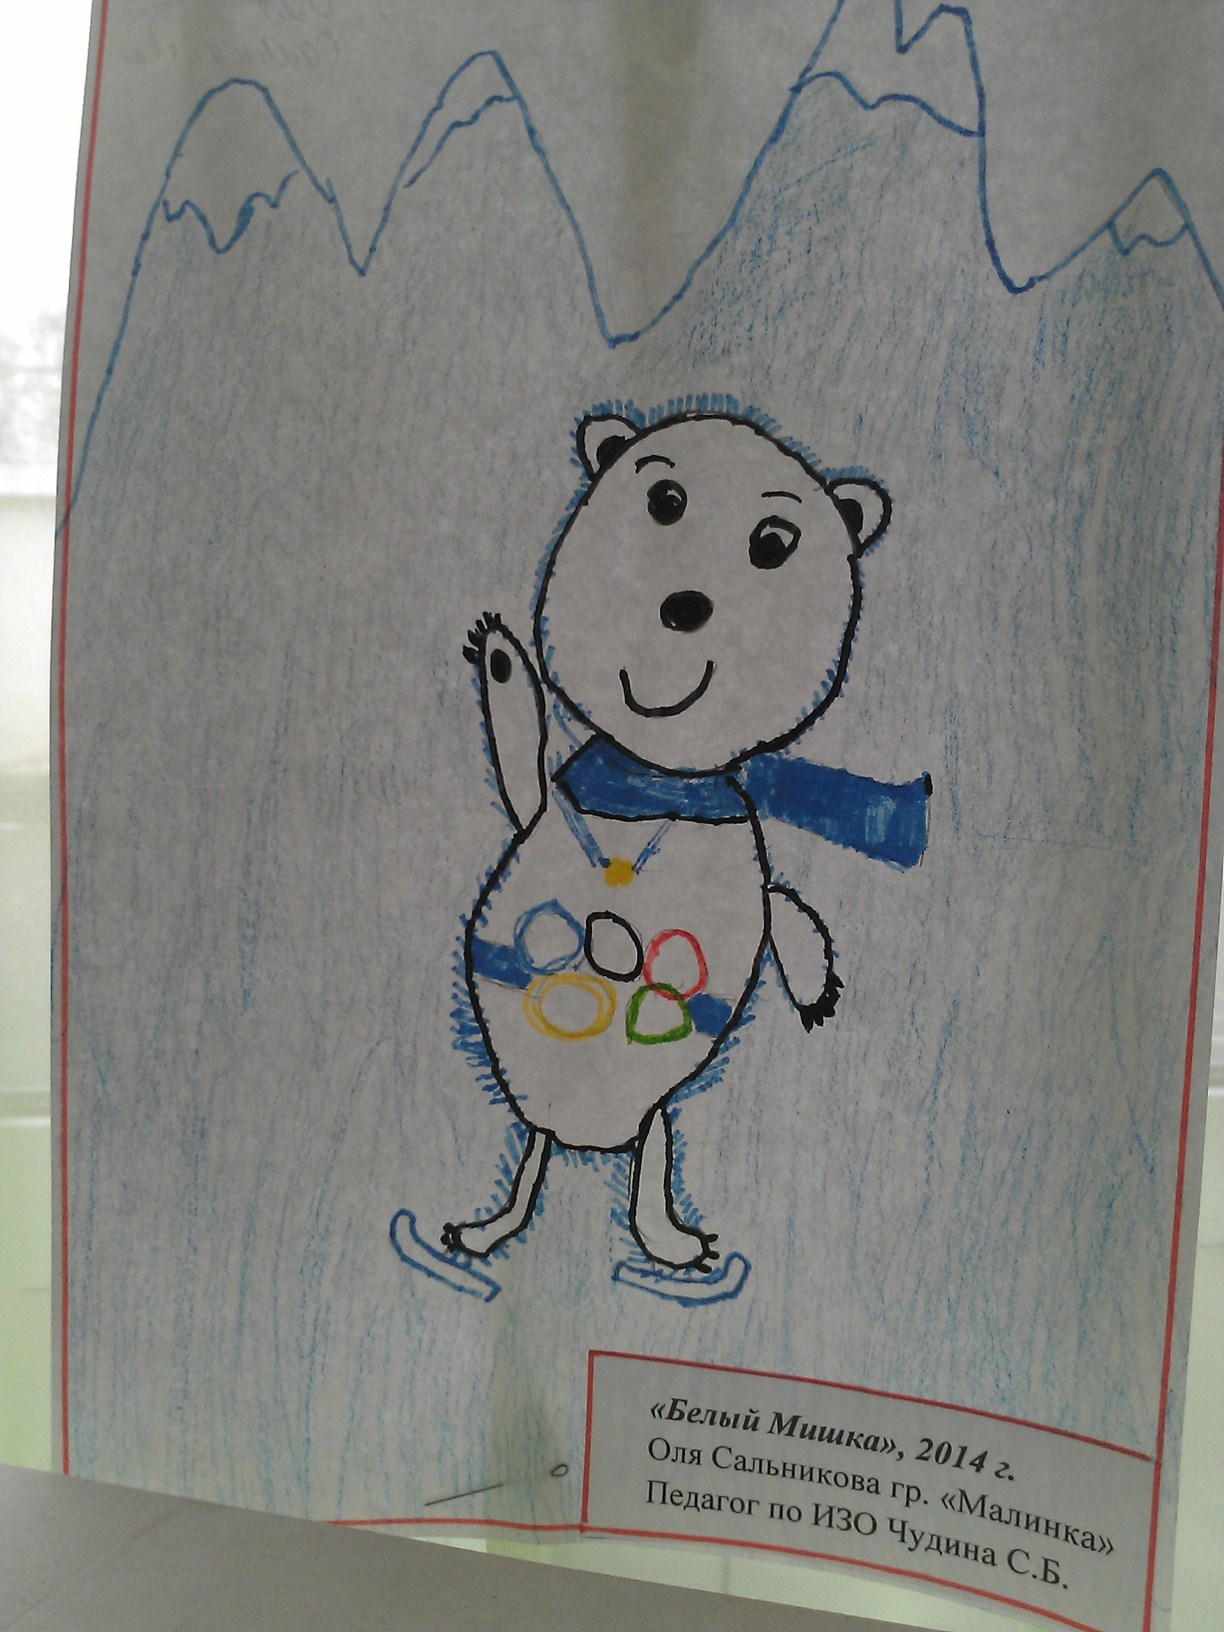 «Белый Мишка», 2014 г.
Оля Сальникова гр. «Малинка»
Педагог по ИЗО Чудина С.Б.